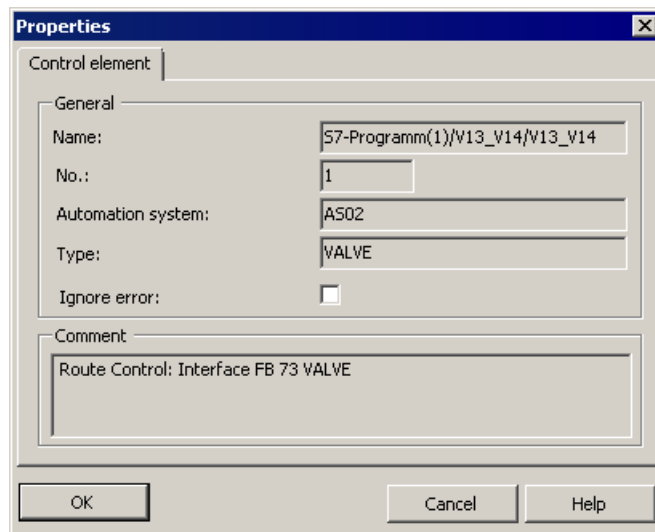 Properties
Control element
General
Name: S7-Programm(1)/V13_V14/V13_V14
No.: 1
Automation system: AS02
Type: VALVE
Ignore error:
Comment
Route Control: Interface FB 73 VALVE
OK Cancel Help